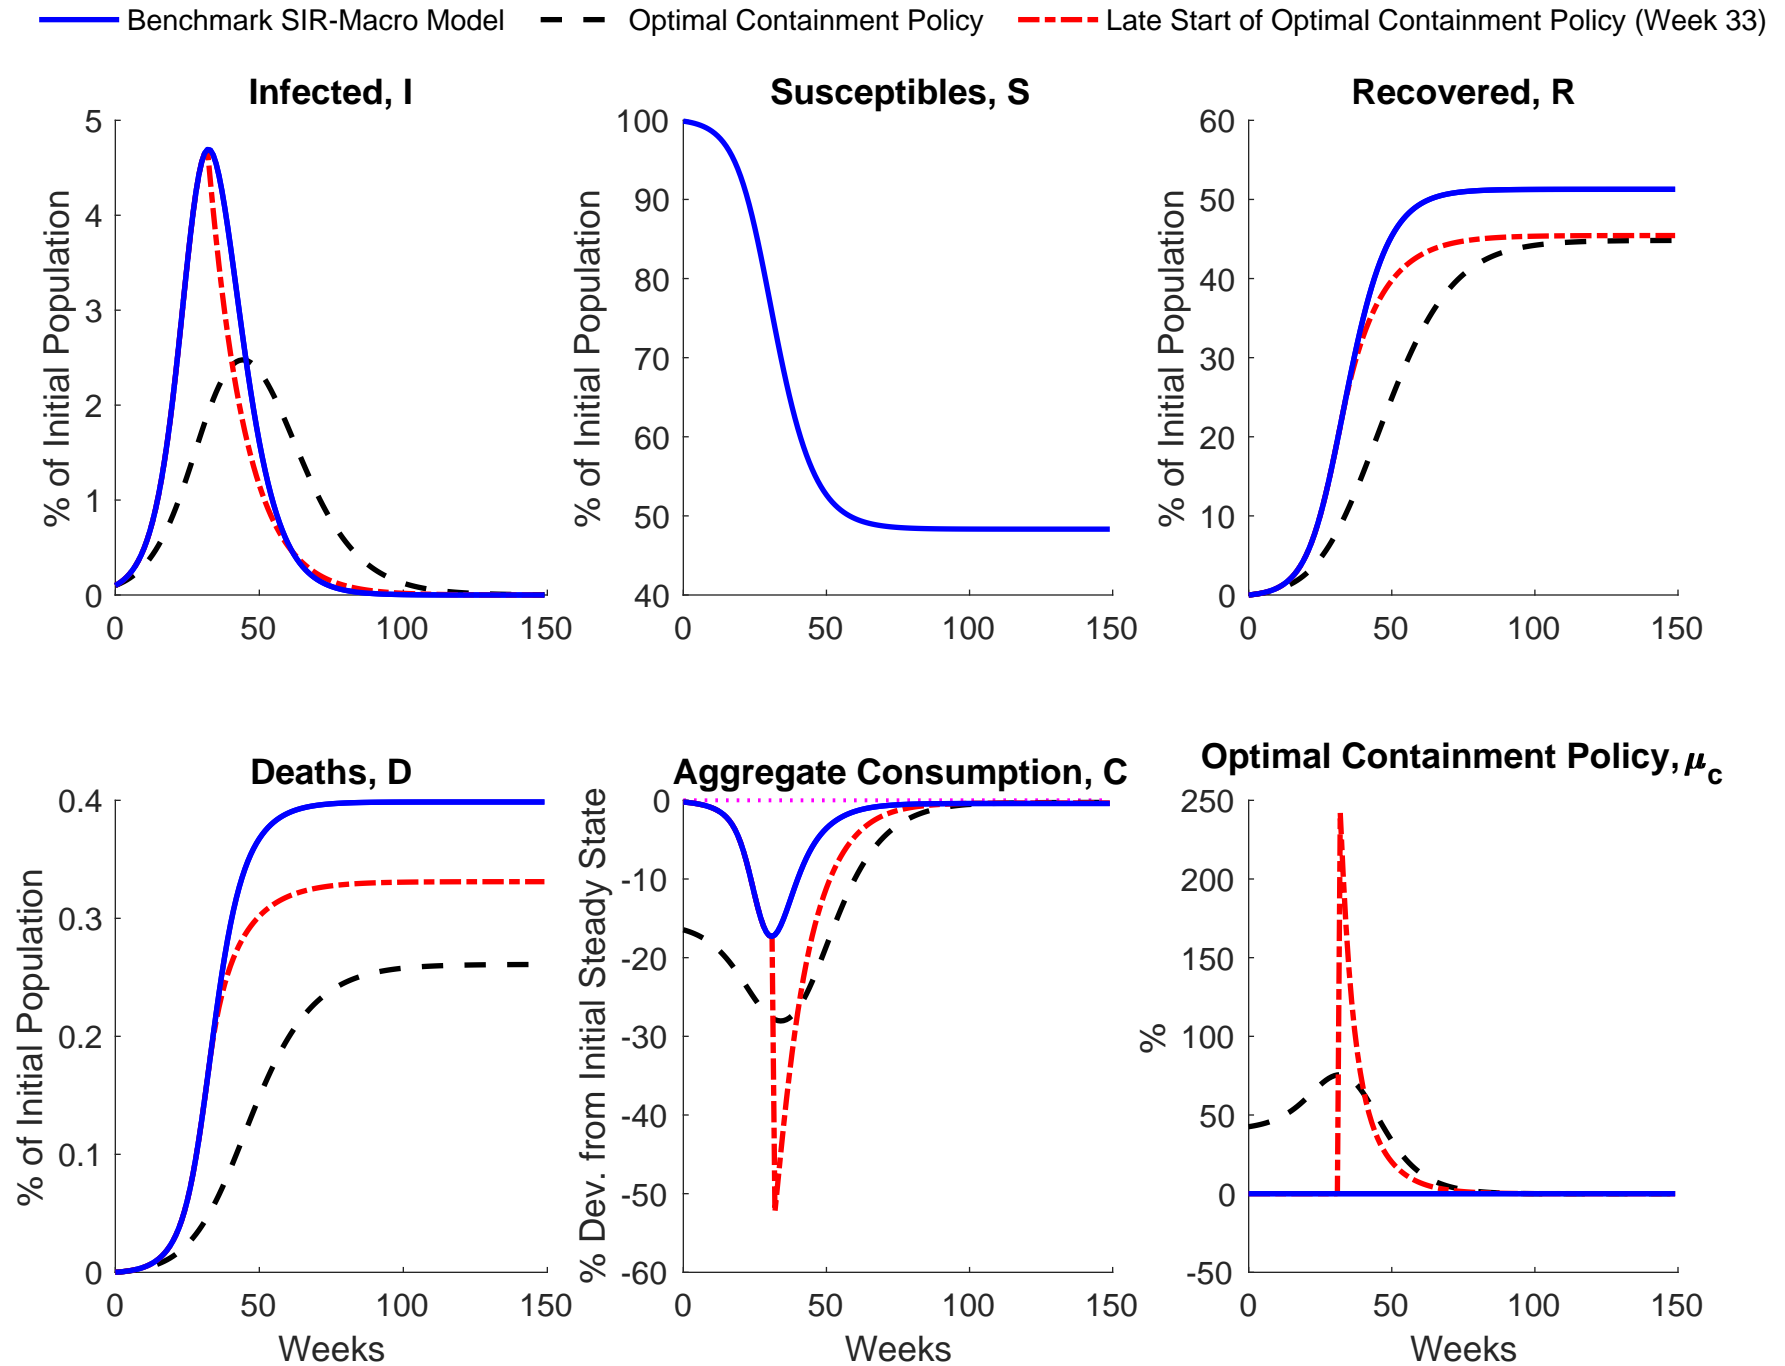 Benchmark SIR-Macro Model Optimal Containment Policy Late Start of Optimal Containment Policy (Week 33)
Infected, I
% of Initial Population
5
4
3
2
1
0
0 50 100 150
Susceptibles, S
% of Initial Population
100
90
80
70
60
50
40
0 50 100 150
Recovered, R
% of Initial Population
60
50
40
30
20
10
0
0 50 100 150
Deaths, D
% of Initial Population
0.4
0.3
0.2
0.1
0
0 50 100 150
Weeks
Aggregate Consumption, C
% Dev. from Initial Steady State
0
-10
-20
-30
-40
-50
-60
0 50 100 150
Weeks
Optimal Containment Policy, μc
%
250
200
150
100
50
0
-50
0 50 100 150
Weeks